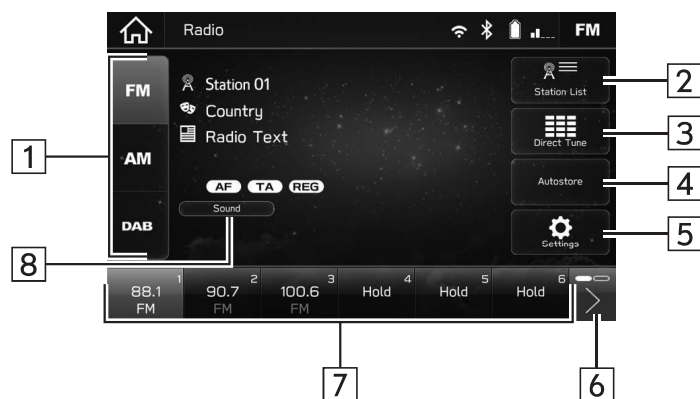 Radio
FM
FM
AM
DAB
Station 01
Country
Radio Text
AF TA REG
Sound
Station List
Direct Tune
Autostore
Settings
1
88.1
FM
2
90.7
FM
3
100.6
FM
4
Hold
5
Hold
6
Hold
1
2
3
4
5
6
7
8